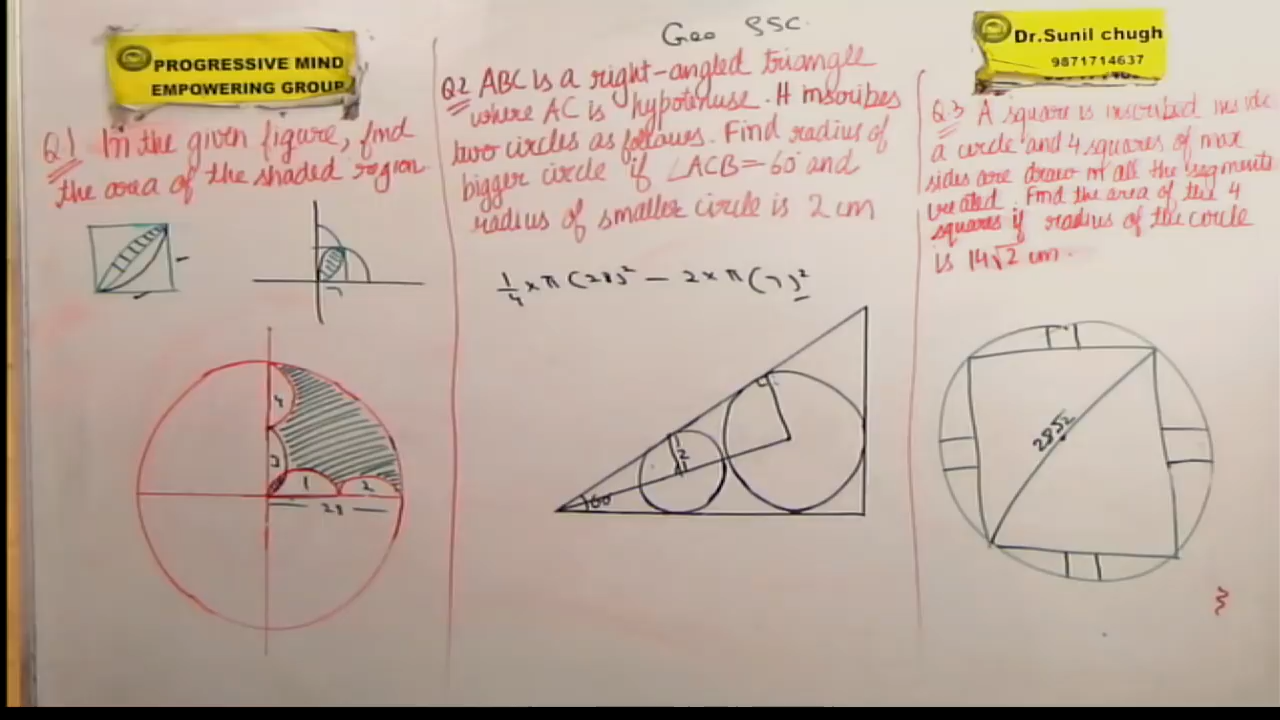 Geo SSC
PROGRESSIVE MIND
EMPOWERING GROUP
Q1 In the given figure, find
the area of the shaded region
7
4
3
1
2
28
Q2 ABC is a right-angled triangle
where AC is hypotenuse. It inscribes
two circles as follows. Find radius of
bigger circle if ∠ACB = 60 and
radius of smaller circle is 2 cm
1/4 × π (28)² − 2 × π (7)²
2
60
Dr.Sunil chugh
9871714637
Q3 A square is inscribed inside
a circle and 4 squares of max
sides are drawn in all the segments
created. Find the area of the 4
squares if radius of the circle
is 14√2 cm.
28√2